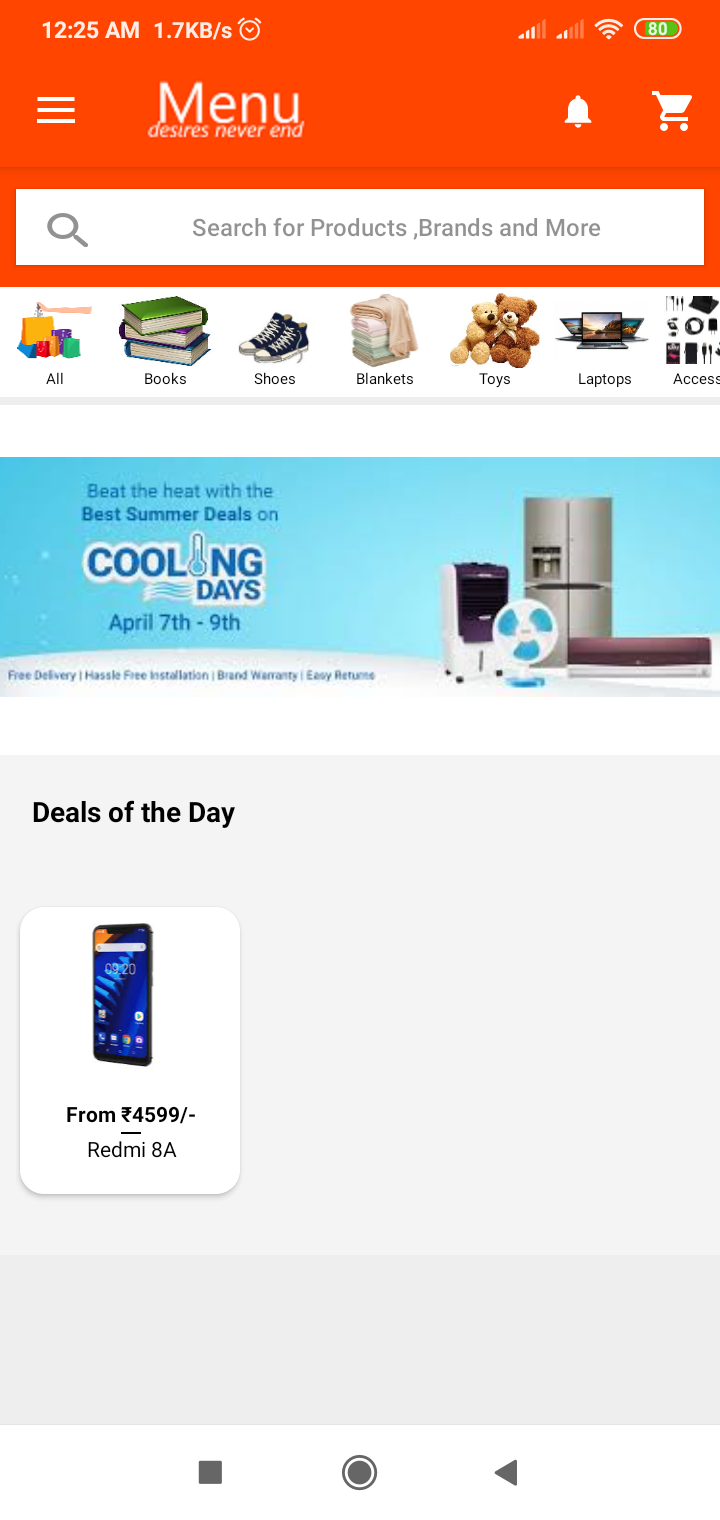 12:25 AM 1.7KB/s 80
Menu
desires never end
Search for Products ,Brands and More
All Books Shoes Blankets Toys Laptops Access
Beat the heat with the
Best Summer Deals on
COOLING
DAYS
April 7th - 9th
Free Delivery | Hassle Free Installation | Brand Warranty | Easy Returns
Deals of the Day
09:20
From ₹4599/-
Redmi 8A